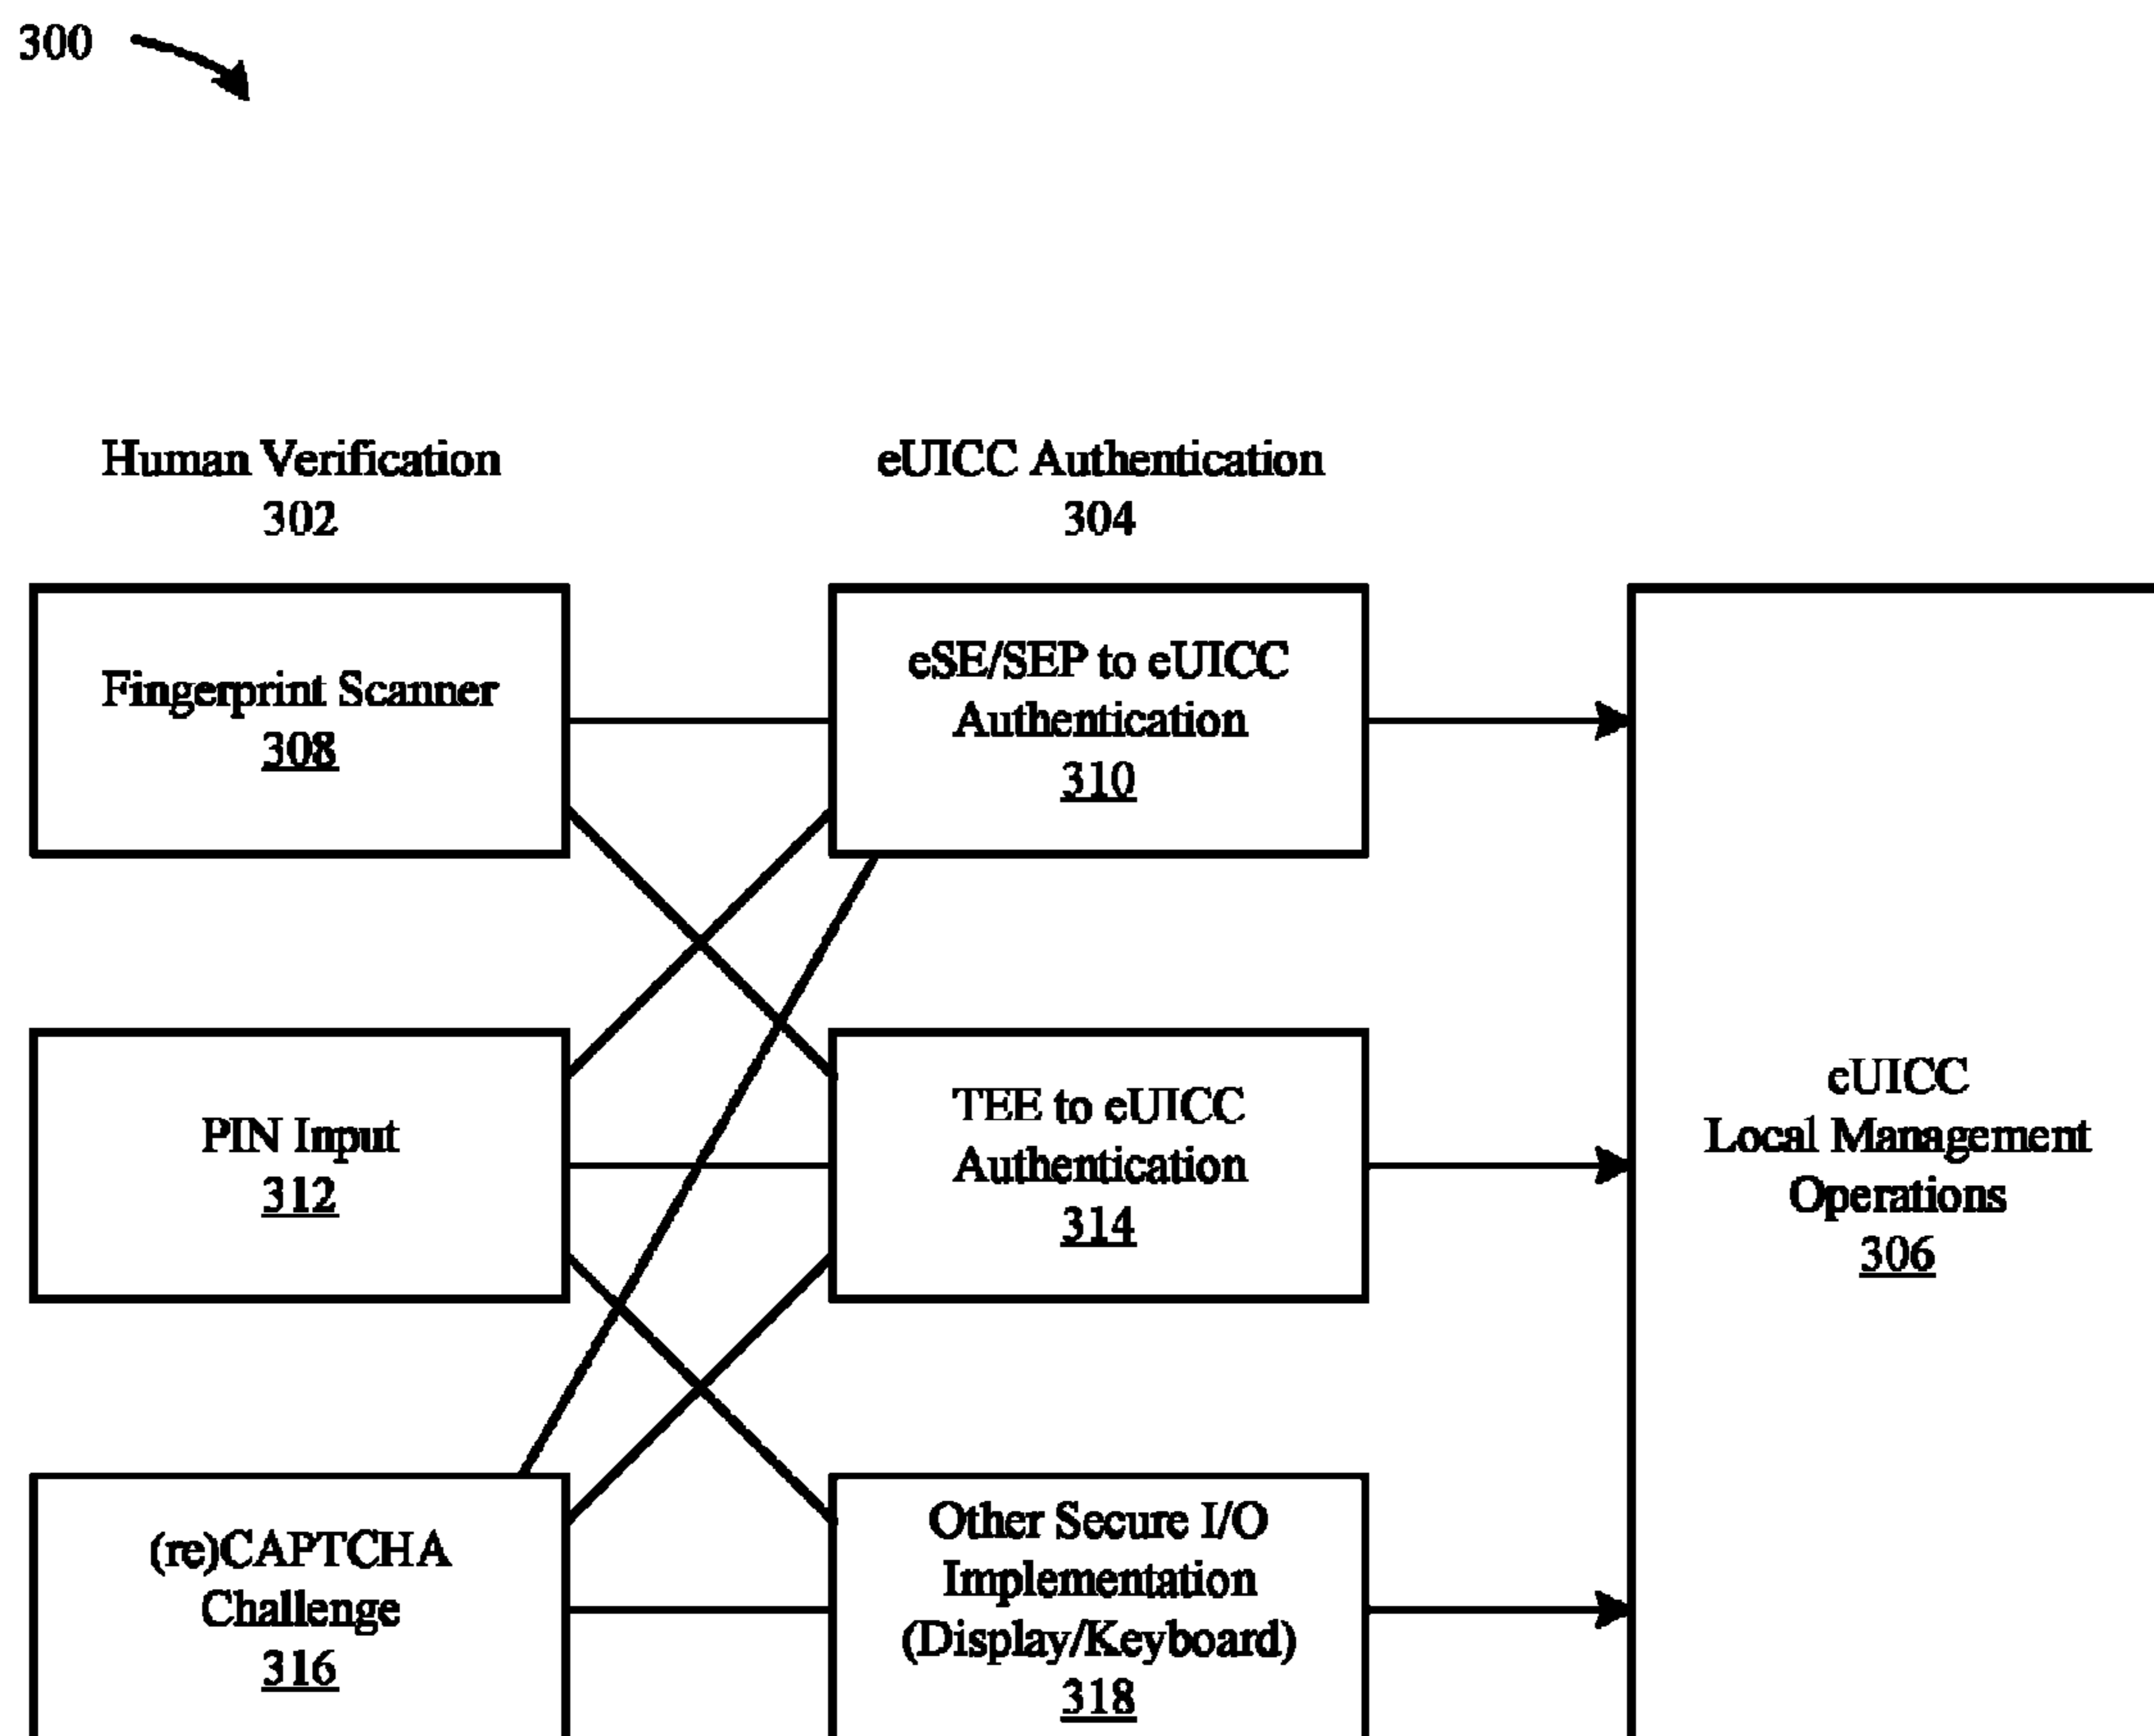 300
Human Verification
302
eUICC Authentication
304
Fingerprint Scanner
308
eSE/SEP to eUICC
Authentication
310
PIN Input
312
TEE to eUICC
Authentication
314
eUICC
Local Management
Operations
306
(re)CAPTCHA
Challenge
316
Other Secure I/O
Implementation
(Display/Keyboard)
318